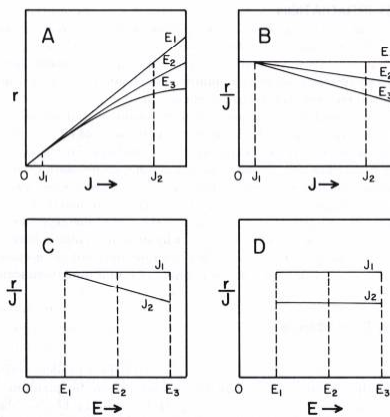 A
E₁
E₂
E₃
r
O
J₁
J₂
J →
B
E
E₂
E₃
r/J
O
J₁
J₂
J →
C
J₁
J₂
r/J
O
E₁
E₂
E₃
E →
D
J₁
J₂
r/J
O
E₁
E₂
E₃
E →